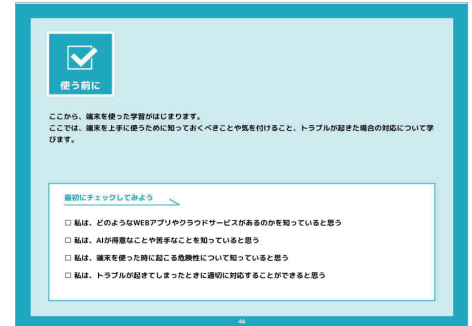 使う前に
ここから、端末を使った学習がはじまります。
ここでは、端末を上手に使うために知っておくべきことや気を付けること、トラブルが起きた場合の対応について学
びます。
最初にチェックしてみよう
□ 私は、どのようなWEBアプリやクラウドサービスがあるのかを知っていると思う
□ 私は、AIが得意なことや苦手なことを知っていると思う
□ 私は、端末を使った時に起こる危険性について知っていると思う
□ 私は、トラブルが起きてしまったときに適切に対応することができると思う
46